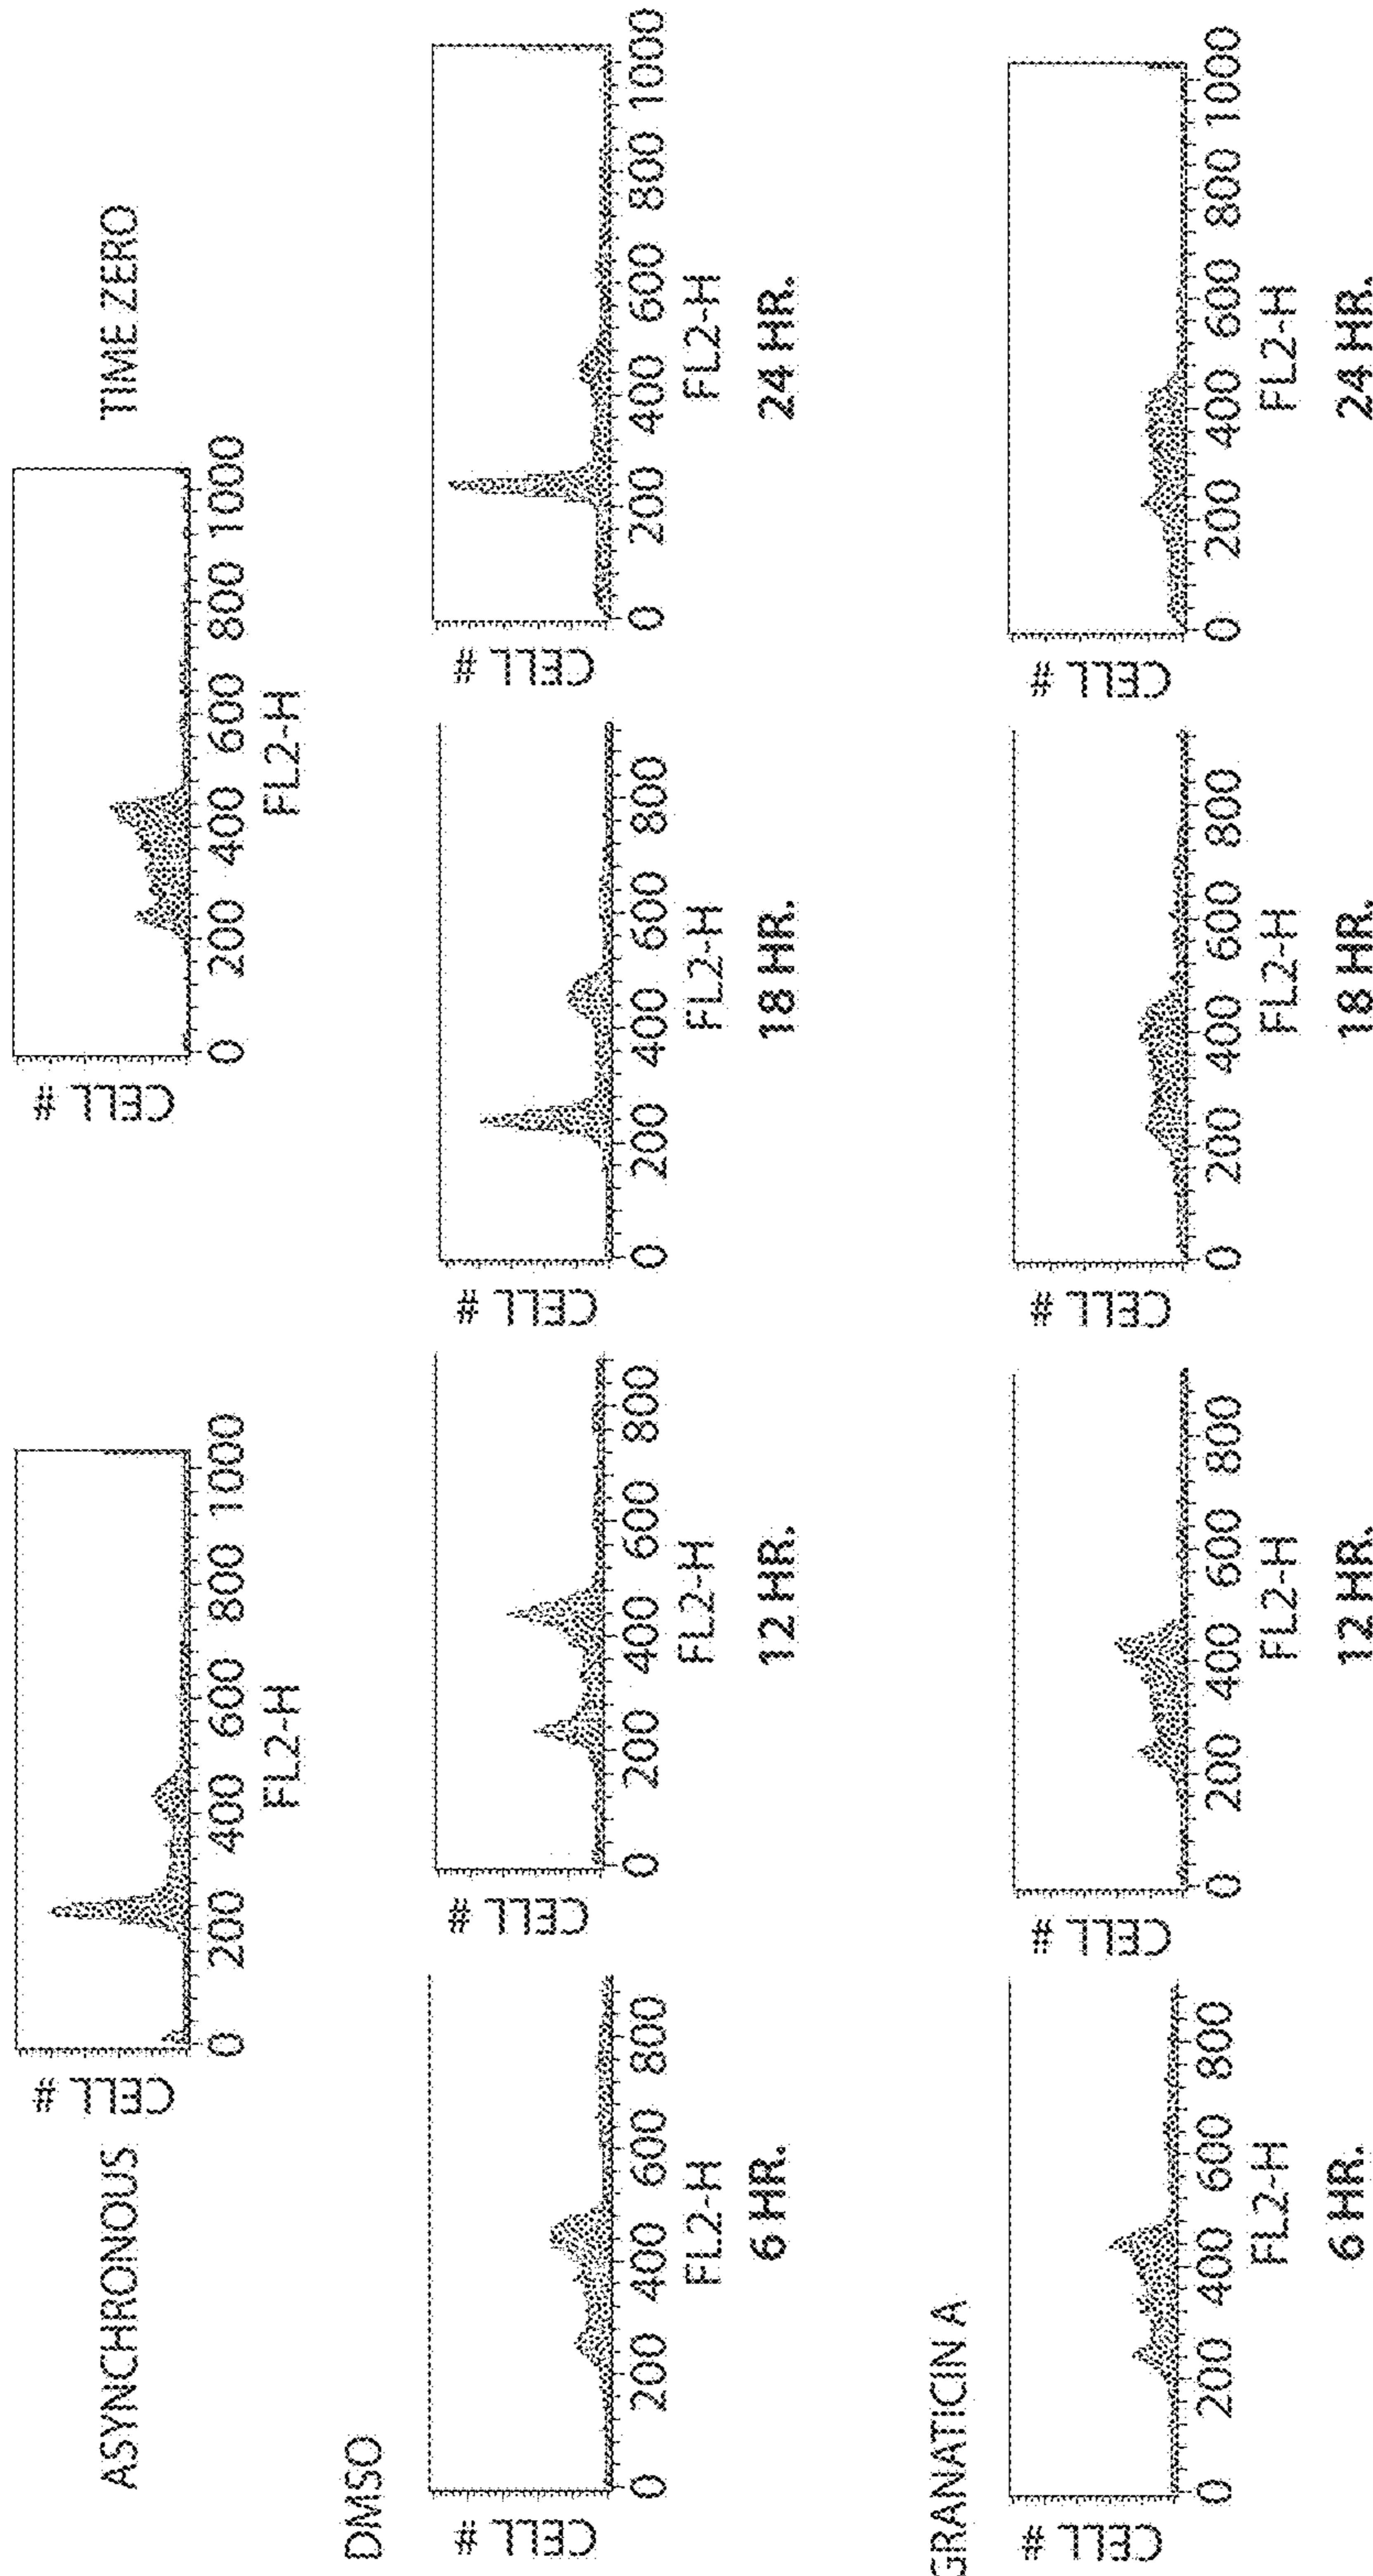 ASYNCHRONOUS
CELL #
0 200 400 600 800 1000
FL2-H
TIME ZERO
CELL #
0 200 400 600 800 1000
FL2-H
DMSO
CELL #
0 200 400 600 800
FL2-H
6 HR.
CELL #
0 200 400 600 800
FL2-H
12 HR.
CELL #
0 200 400 600 800
FL2-H
18 HR.
CELL #
0 200 400 600 800 1000
FL2-H
24 HR.
GRANATICIN A
CELL #
0 200 400 600 800
FL2-H
6 HR.
CELL #
0 200 400 600 800
FL2-H
12 HR.
CELL #
0 200 400 600 800
FL2-H
18 HR.
CELL #
0 200 400 600 800 1000
FL2-H
24 HR.